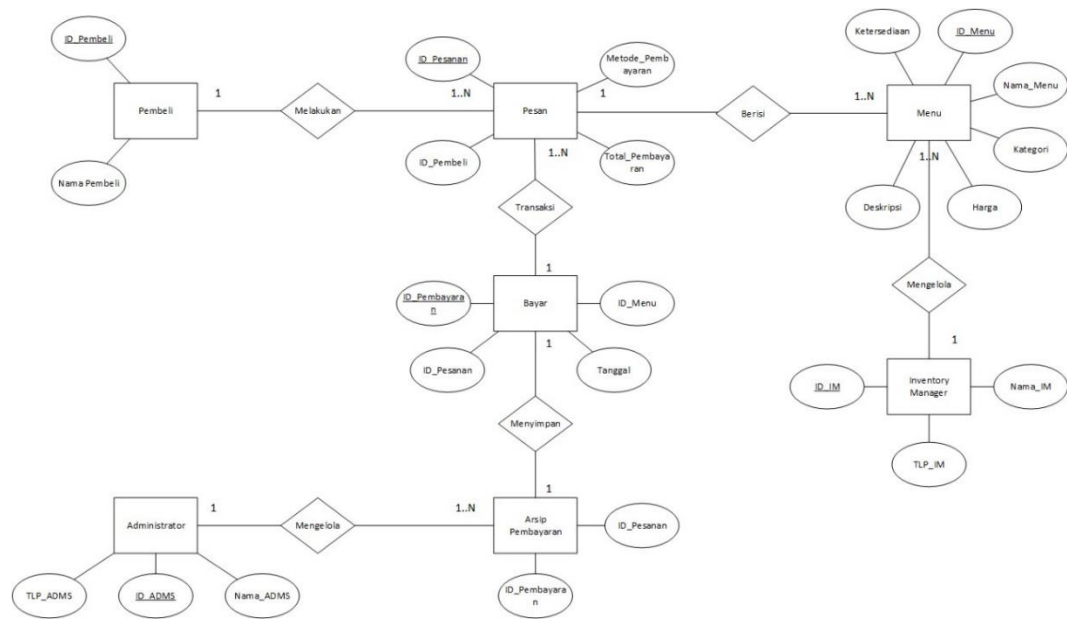 ID_Pembeli
Pembeli
Nama Pembeli
1
Melakukan
1..N
ID_Pesanan
Metode_Pemb
ayaran
1
Pesan
ID_Pembeli
1..N
Total_Pembaya
ran
Berisi
1..N
Ketersediaan
ID_Menu
Nama_Menu
Menu
Kategori
1..N
Deskripsi
Harga
Transaksi
1
Mengelola
1
ID_Pembayara
n
Bayar
ID_Menu
ID_Pesanan
1
Tanggal
ID_IM
Inventory
Manager
Nama_IM
TLP_IM
Menyimpan
1
Administrator
1
Mengelola
1..N
Arsip
Pembayaran
ID_Pesanan
TLP_ADMS
ID_ADMS
Nama_ADMS
ID_Pembayara
n